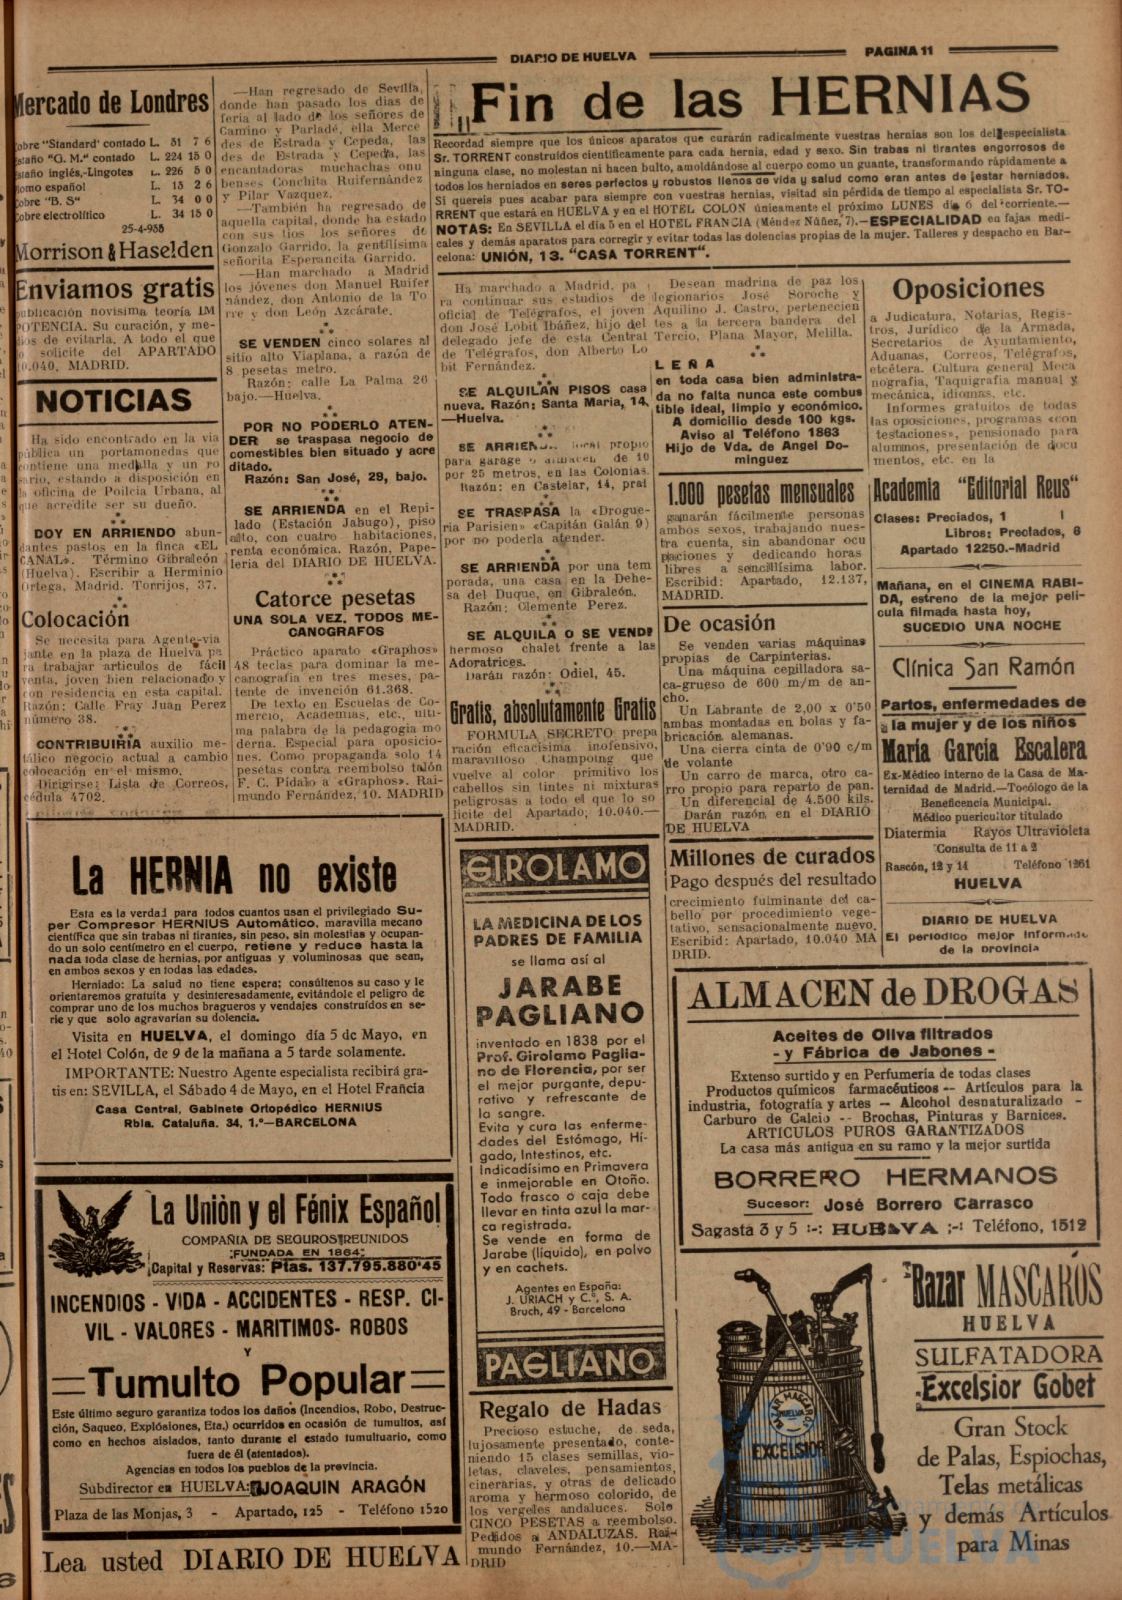 DIARIO DE HUELVA
PAGINA 11
Mercado de Londres
Cobre "Standard" contado L. 31 7 6
Estaño "G. M." contado L. 224 15 0
Estaño inglés,-Lingotes L. 226 5 0
Plomo español L. 13 2 6
Cobre "B. S" L. 34 0 0
Cobre electrolítico L. 34 15 0
25-4-935
Morrison & Haselden
Enviamos gratis
publicación novísima teoría IM
POTENCIA. Su curación, y me-
dios de evitarla. A todo el que
lo solicite del APARTADO
10.040, MADRID.
NOTICIAS
Ha sido encontrado en la vía
pública un portamonedas que
contiene una medalla y un ro
sario, estando a disposición en
la oficina de Poilcia Urbana, al
que acredite ser su dueño.
DOY EN ARRIENDO abun-
dantes pastos en la finca «EL
CANAL». Término Gibraleón
(Huelva). Escribir a Herminio
Ortega, Madrid. Torrijos, 37.
Colocación
Se necesita para Agente-via
jante en la plaza de Huelva pa
ra trabajar artículos de fácil
venta, joven bien relacionado y
con residencia en esta capital.
Razón: Calle Fray Juan Perez
número 38.
CONTRIBUIRIA auxilio me-
tálico negocio actual a cambio
colocación en el mismo.
Dirigirse: Lista de Correos,
cédula 4702.
—Han regresado de Sevilla,
donde han pasado los días de
feria al lado de los señores de
Camino y Parladé, ella Merce
des de Estrada y Cepeda, las
des de Estrada y Cepeda, las
encantadoras muchachas onu
benses Conchita Ruifernández
y Pilar Vazquez.
—También ha regresado de
aquella capital, donde ha estado
con sus tíos los señores de
Gonzalo Garrido, la gentilísima
señorita Esperancita Garrido.
—Han marchado a Madrid
los jóvenes don Manuel Ruifer
nández, don Antonio de la To
rre y don León Azcárate.
SE VENDEN cinco solares al
sitio alto Viaplana, a razón de
8 pesetas metro.
Razón: calle La Palma 26
bajo.—Huelva.
POR NO PODERLO ATEN-
DER se traspasa negocio de
comestibles bien situado y acre
ditado.
Razón: San José, 29, bajo.
SE ARRIENDA en el Repi-
lado (Estación Jabugo), piso
alto, con cuatro habitaciones,
renta económica. Razón, Pape-
lería del DIARIO DE HUELVA.
Catorce pesetas
UNA SOLA VEZ. TODOS ME-
CANOGRAFOS
Práctico aparato «Graphos»
48 teclas para dominar la me-
canografía en tres meses, pa-
tente de invención 61.368.
De texto en Escuelas de Co-
mercio, Academias, etc., últi-
ma palabra de la pedagogía mo
derna. Especial para oposicio-
nes. Como propaganda solo 14
pesetas contra reembolso talón
F. C. Pídalo a «Graphos». Rai-
mundo Fernández, 10. MADRID
Fin de las HERNIAS
Recordad siempre que los únicos aparatos que curarán radicalmente vuestras hernias son los del especialista
Sr. TORRENT construídos científicamente para cada hernia, edad y sexo. Sin trabas ni tirantes engorrosos de
ninguna clase, no molestan ni hacen bulto, amoldándose al cuerpo como un guante, transformando rápidamente a
todos los herniados en seres perfectos y robustos llenos de vida y salud como eran antes de estar herniados.
Si quereis pues acabar para siempre con vuestras hernias, visitad sin pérdida de tiempo al especialista Sr. TO-
RRENT que estará en HUELVA y en el HOTEL COLON únicamente el próximo LUNES día 6 del corriente.—
NOTAS: En SEVILLA el día 5 en el HOTEL FRANCIA (Méndez Núñez, 7).—ESPECIALIDAD en fajas medi-
cales y demás aparatos para corregir y evitar todas las dolencias propias de la mujer. Talleres y despacho en Bar-
celona: UNIÓN, 13. "CASA TORRENT".
Ha marchado a Madrid, pa
ra continuar sus estudios de
oficial de Telégrafos, el joven
don José Lobit Ibáñez, hijo del
delegado jefe de esta Central
de Telégrafos, don Alberto Lo
bit Fernández.
SE ALQUILAN PISOS casa
nueva. Razón: Santa Maria, 14,
—Huelva.
SE ARRIEN local propio
para garage o almacén de 10
por 25 metros, en las Colonias.
Razón: en Castelar, 14, pral
SE TRASPASA la «Drogue-
ria Parisien» «Capitán Galán 9)
por no poderla atender.
SE ARRIENDA por una tem
porada, una casa en la Dehe-
sa del Duque, en Gibraleón.
Razón: Clemente Perez.
SE ALQUILA O SE VENDE
hermoso chalet frente a las
Adoratrices.
Darán razón: Odiel, 45.
Gratis, absolutamente Gratis
FORMULA SECRETO prepa
ración eficacísima inofensivo,
maravilloso Champoing que
vuelve al color primitivo los
cabellos sin tintes ni mixturas
peligrosas a todo el que lo so
licite del Apartado, 10.040.—
MADRID.
Desean madrina de paz los
legionarios José Soroche y
Aquilino J. Castro, pertenecien
tes a la tercera bandera del
Tercio, Plana Mayor, Melilla.
LEÑA
en toda casa bien administra-
da no falta nunca este combus
tible ideal, limpio y económico.
A domicilio desde 100 kgs.
Aviso al Teléfono 1863
Hijo de Vda. de Angel Do-
minguez
1.000 pesetas mensuales
ganarán fácilmente personas
ambos sexos, trabajando nues-
tra cuenta, sin abandonar ocu
paciones y dedicando horas
libres a sencillísima labor.
Escribid: Apartado, 12.137,
MADRID.
De ocasión
Se venden varias máquinas
propias de Carpinterias.
Una máquina cepilladora sa-
ca-grueso de 600 m/m de an-
cho.
Un Labrante de 2,00 x 0'50
ambas montadas en bolas y fa-
bricación alemanas.
Una cierra cinta de 0'90 c/m
de volante
Un carro de marca, otro ca-
rro propio para reparto de pan.
Un diferencial de 4.500 kils.
Darán razón en el DIARIO
DE HUELVA
Millones de curados
Pago después del resultado
crecimiento fulminante del ca-
bello por procedimiento vege-
tativo, sensacionalmente nuevo.
Escribid: Apartado, 10.040 MA
DRID.
Oposiciones
a Judicatura, Notarias, Regis-
tros, Jurídico de la Armada,
Secretarios de Ayuntamiento,
Aduanas, Correos, Telégrafos,
etcétera. Cultura general Meca
nografía, Taquigrafía manual y
mecánica, idiomas, etc.
Informes gratuitos de todas
las oposiciones, programas «con
testaciones», pensionado para
alumnos, presentación de docu
mentos, etc. en la
Academia "Editorial Reus"
Clases: Preciados, 1
Libros: Preciados, 6
Apartado 12250.-Madrid
Mañana, en el CINEMA RABI-
DA, estreno de la mejor pelí-
cula filmada hasta hoy,
SUCEDIO UNA NOCHE
Clínica San Ramón
Partos, enfermedades de
la mujer y de los niños
María García Escalera
Ex-Médico interno de la Casa de Ma-
ternidad de Madrid.—Tocólogo de la
Beneficencia Municipal.
Médico puericultor titulado
Diatermia Rayos Ultravioleta
Consulta de 11 a 2
Rascón, 12 y 14 Teléfono 1261
HUELVA
DIARIO DE HUELVA
El periódico mejor informado
de la provincia
La HERNIA no existe
Esta es la verdad para todos cuantos usan el privilegiado Su-
per Compresor HERNIUS Automático, maravilla mecano
científica que sin trabas ni tirantes, sin peso, sin molestias y ocupan-
do un solo centímetro en el cuerpo, retiene y reduce hasta la
nada toda clase de hernias, por antiguas y voluminosas que sean,
en ambos sexos y en todas las edades.
Herniado: La salud no tiene espera; consúltenos su caso y le
orientaremos gratuita y desinteresadamente, evitándole el peligro de
comprar uno de los muchos bragueros y vendajes construídos en se-
rie y que solo agravarían su dolencia.
Visita en HUELVA, el domingo día 5 de Mayo, en
el Hotel Colón, de 9 de la mañana a 5 tarde solamente.
IMPORTANTE: Nuestro Agente especialista recibirá gra-
tis en: SEVILLA, el Sábado 4 de Mayo, en el Hotel Francia
Casa Central, Gabinete Ortopédico HERNIUS
Rbla. Cataluña. 34, 1.º—BARCELONA
La Uniòn y el Fénix Español
COMPAÑIA DE SEGUROS REUNIDOS
FUNDADA EN 1864
Capital y Reservas: Ptas. 137.795.880'45
INCENDIOS - VIDA - ACCIDENTES - RESP. CI-
VIL - VALORES - MARITIMOS- ROBOS
Y
Tumulto Popular
Este último seguro garantiza todos los daños (Incendios, Robo, Destruc-
ción, Saqueo, Explosiones, Eta.) ocurridos en ocasión de tumultos, así
como en hechos aislados, tanto durante el estado tumultuario, como
fuera de él (atentados).
Agencias en todos los pueblos de la provincia.
Subdirector en HUELVA: JOAQUIN ARAGÓN
Plaza de las Monjas, 3 - Apartado, 125 - Teléfono 1520
Lea usted DIARIO DE HUELVA
GIROLAMO
LA MEDICINA DE LOS
PADRES DE FAMILIA
se llama así al
JARABE
PAGLIANO
inventado en 1838 por el
Prof. Girolamo Paglia-
no de Florencia, por ser
el mejor purgante, depu-
rativo y refrescante de
la sangre.
Evita y cura las enferme-
dades del Estómago, Hí-
gado, Intestinos, etc.
Indicadísimo en Primavera
e inmejorable en Otoño.
Todo frasco o caja debe
llevar en tinta azul la mar-
ca registrada.
Se vende en forma de
Jarabe (líquido), en polvo
y en cachets.
Agentes en España:
J. URIACH y C.ª, S. A.
Bruch, 49 - Barcelona
PAGLIANO
Regalo de Hadas
Precioso estuche, de seda,
lujosamente presentado, conte-
niendo 15 clases semillas, vio-
letas, claveles, pensamientos,
cinerarias, y otras de delicado
aroma y hermoso colorido, de
los vergeles andaluces. Solo
CINCO PESETAS a reembolso.
Pedidos a ANDALUZAS. Rai-
mundo Fernández, 10.—MA-
DRID
ALMACEN de DROGAS
Aceites de Oliva filtrados
- y Fábrica de Jabones -
Extenso surtido y en Perfumería de todas clases
Productos químicos farmacéuticos -- Artículos para la
industria, fotografía y artes — Alcohol desnaturalizado -
Carburo de Calcio -- Brochas, Pinturas y Barnices.
ARTICULOS PUROS GARANTIZADOS
La casa más antigua en su ramo y la mejor surtida
BORRERO HERMANOS
Sucesor: José Borrero Carrasco
Sagasta 3 y 5 :-: HUELVA :-: Teléfono, 1512
Bazar MASCARÓS
HUELVA
SULFATADORA
Excelsior Gobet
Gran Stock
de Palas, Espiochas,
Telas metálicas
y demás Artículos
para Minas
BAZAR MASCAROS
HUELVA
EXCELSIOR
Ayuntamiento de
HUELVA